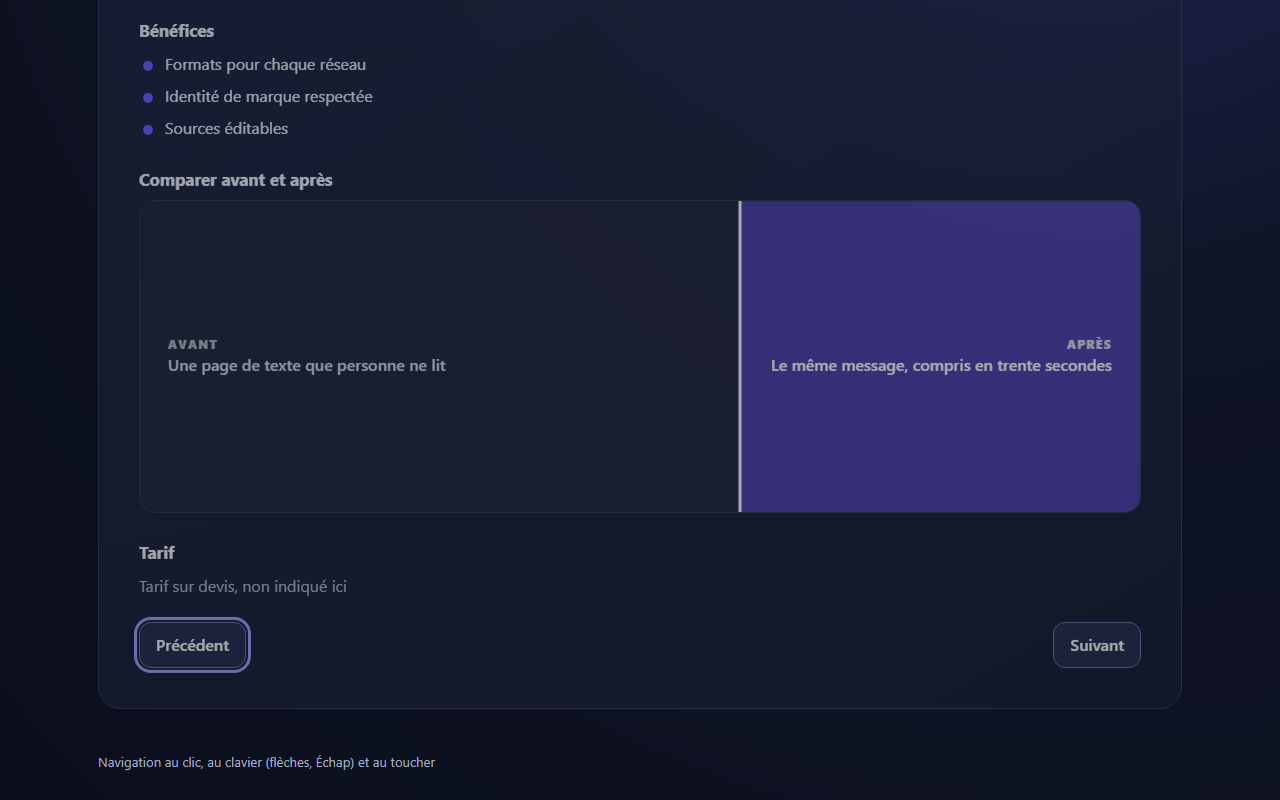 Bénéfices
Formats pour chaque réseau
Identité de marque respectée
Sources éditables
Comparer avant et après
AVANT
Une page de texte que personne ne lit
APRÈS
Le même message, compris en trente secondes
Tarif
Tarif sur devis, non indiqué ici
Précédent
Suivant
Navigation au clic, au clavier (flèches, Échap) et au toucher